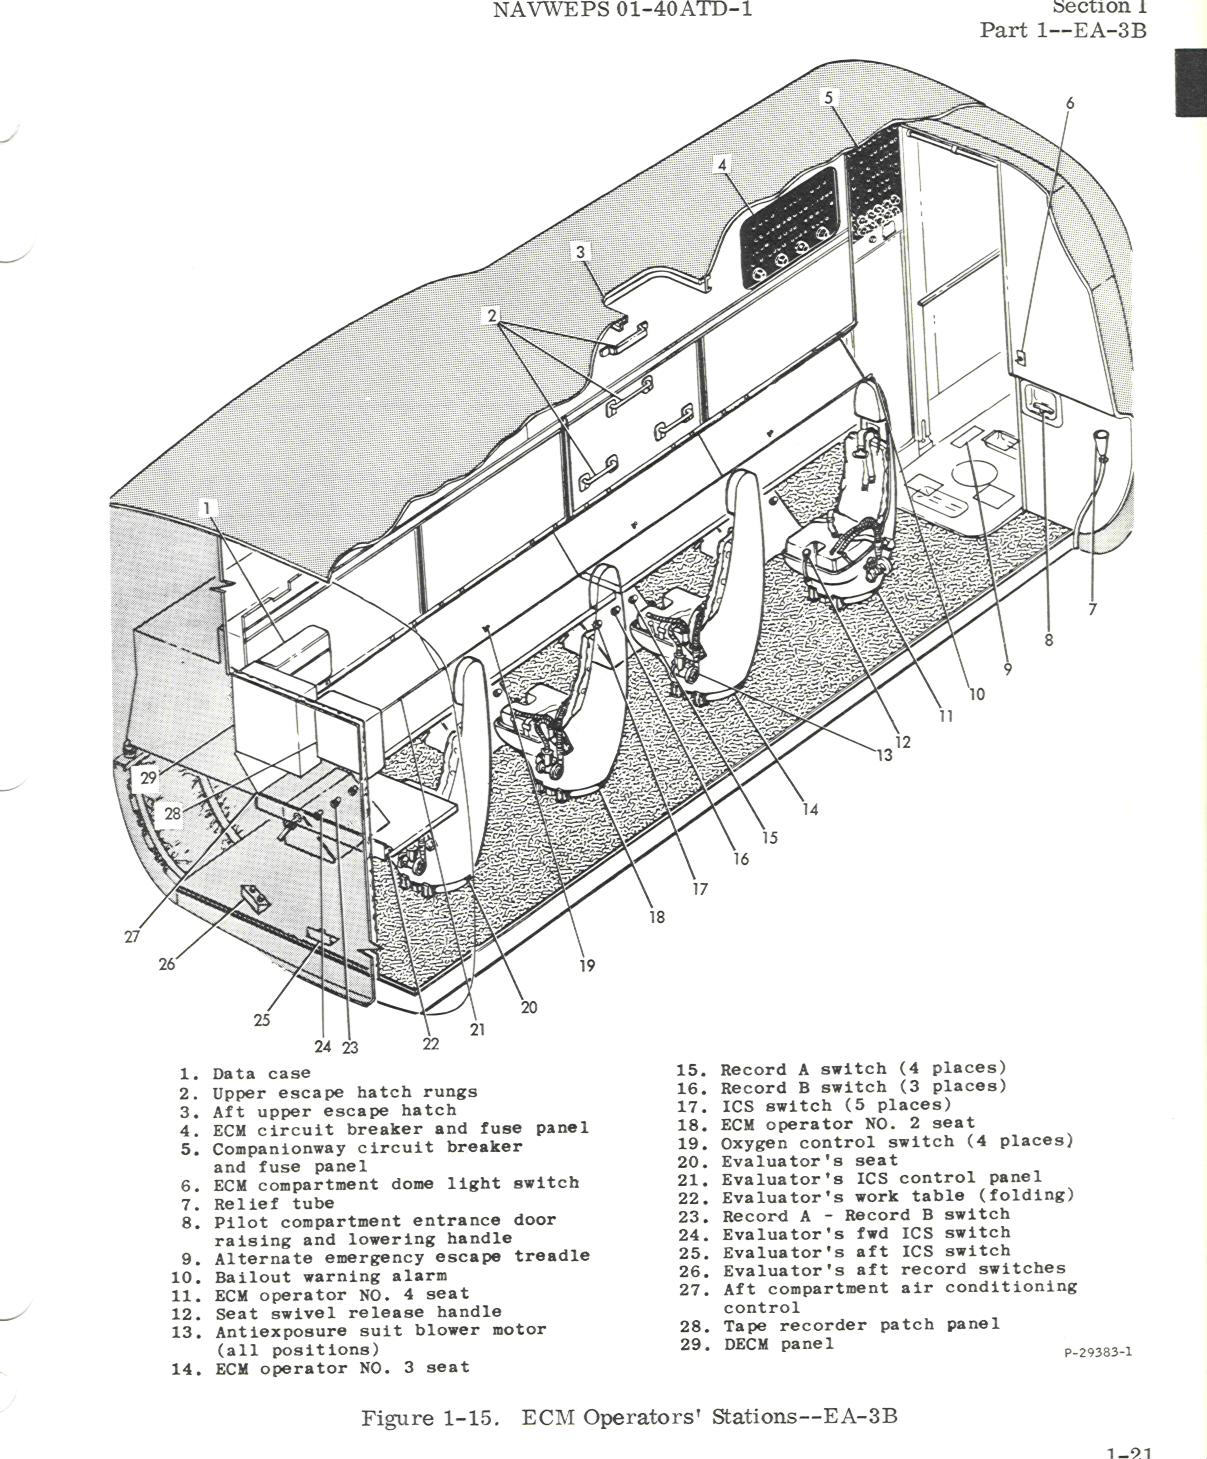 NAVWEPS 01-40ATD-1
Section I
Part 1--EA-3B
5
6
4
3
2
1
7
8
9
10
11
12
13
14
15
16
17
18
19
20
21
22
23
24
25
26
27
28
29
1. Data case
2. Upper escape hatch rungs
3. Aft upper escape hatch
4. ECM circuit breaker and fuse panel
5. Companionway circuit breaker
and fuse panel
6. ECM compartment dome light switch
7. Relief tube
8. Pilot compartment entrance door
raising and lowering handle
9. Alternate emergency escape treadle
10. Bailout warning alarm
11. ECM operator NO. 4 seat
12. Seat swivel release handle
13. Antiexposure suit blower motor
(all positions)
14. ECM operator NO. 3 seat
15. Record A switch (4 places)
16. Record B switch (3 places)
17. ICS switch (5 places)
18. ECM operator NO. 2 seat
19. Oxygen control switch (4 places)
20. Evaluator's seat
21. Evaluator's ICS control panel
22. Evaluator's work table (folding)
23. Record A - Record B switch
24. Evaluator's fwd ICS switch
25. Evaluator's aft ICS switch
26. Evaluator's aft record switches
27. Aft compartment air conditioning
control
28. Tape recorder patch panel
29. DECM panel
P-29383-1
Figure 1-15. ECM Operators' Stations--EA-3B
1-21